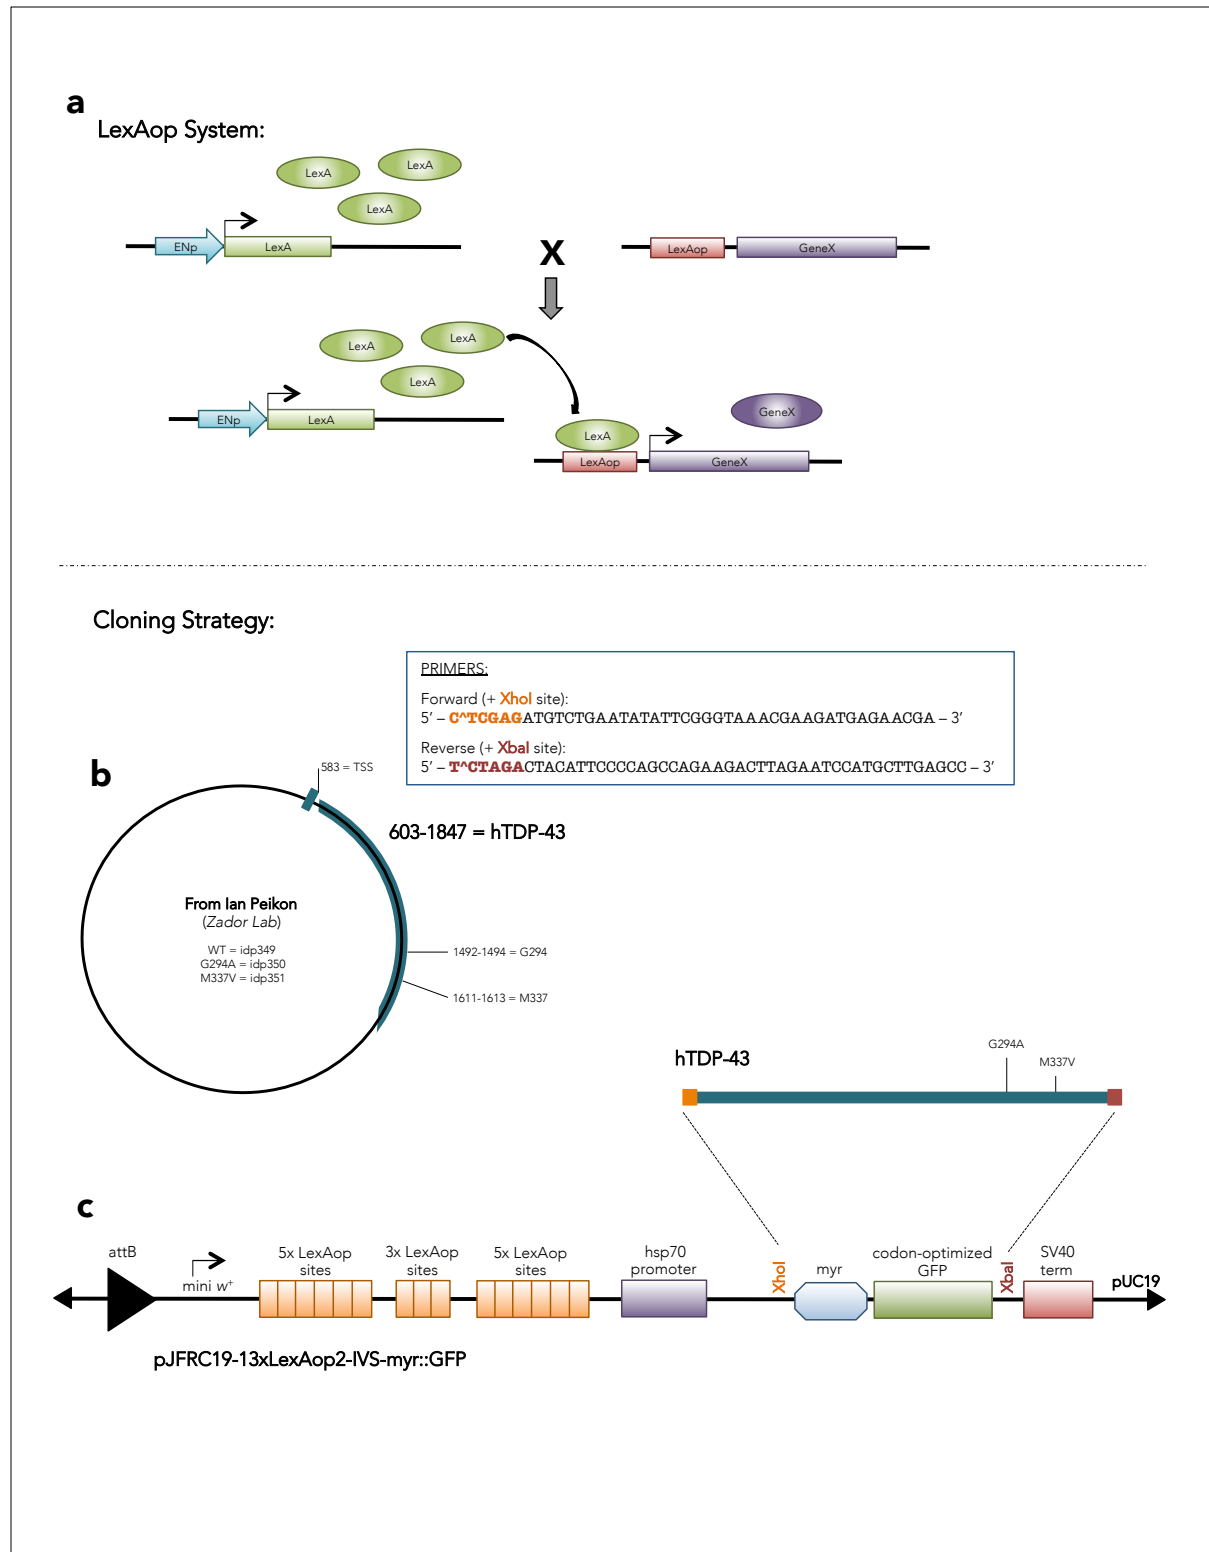 a
LexAop System:
LexA
LexA
LexA
ENp
LexA
X
LexAop
GeneX
LexA
LexA
LexA
ENp
LexA
GeneX
LexA
LexAop
GeneX
Cloning Strategy:
PRIMERS:
Forward (+ XhoI site):
5’ – C^TCGAGATGTCTGAATATATTCGGGTAAACGAAGATGAGAACGA – 3’
Reverse (+ XbaI site):
5’ – T^CTAGACTACATTCCCCAGCCAGAAGACTTAGAATCCATGCTTGAGCC – 3’
b
583 = TSS
603-1847 = hTDP-43
From Ian Peikon
(Zador Lab)
WT = idp349
G294A = idp350
M337V = idp351
1492-1494 = G294
1611-1613 = M337
hTDP-43
G294A
M337V
c
attB
mini w+
5x LexAop
sites
3x LexAop
sites
5x LexAop
sites
hsp70
promoter
XhoI
myr
codon-optimized
GFP
XbaI
SV40
term
pUC19
pJFRC19-13xLexAop2-IVS-myr::GFP